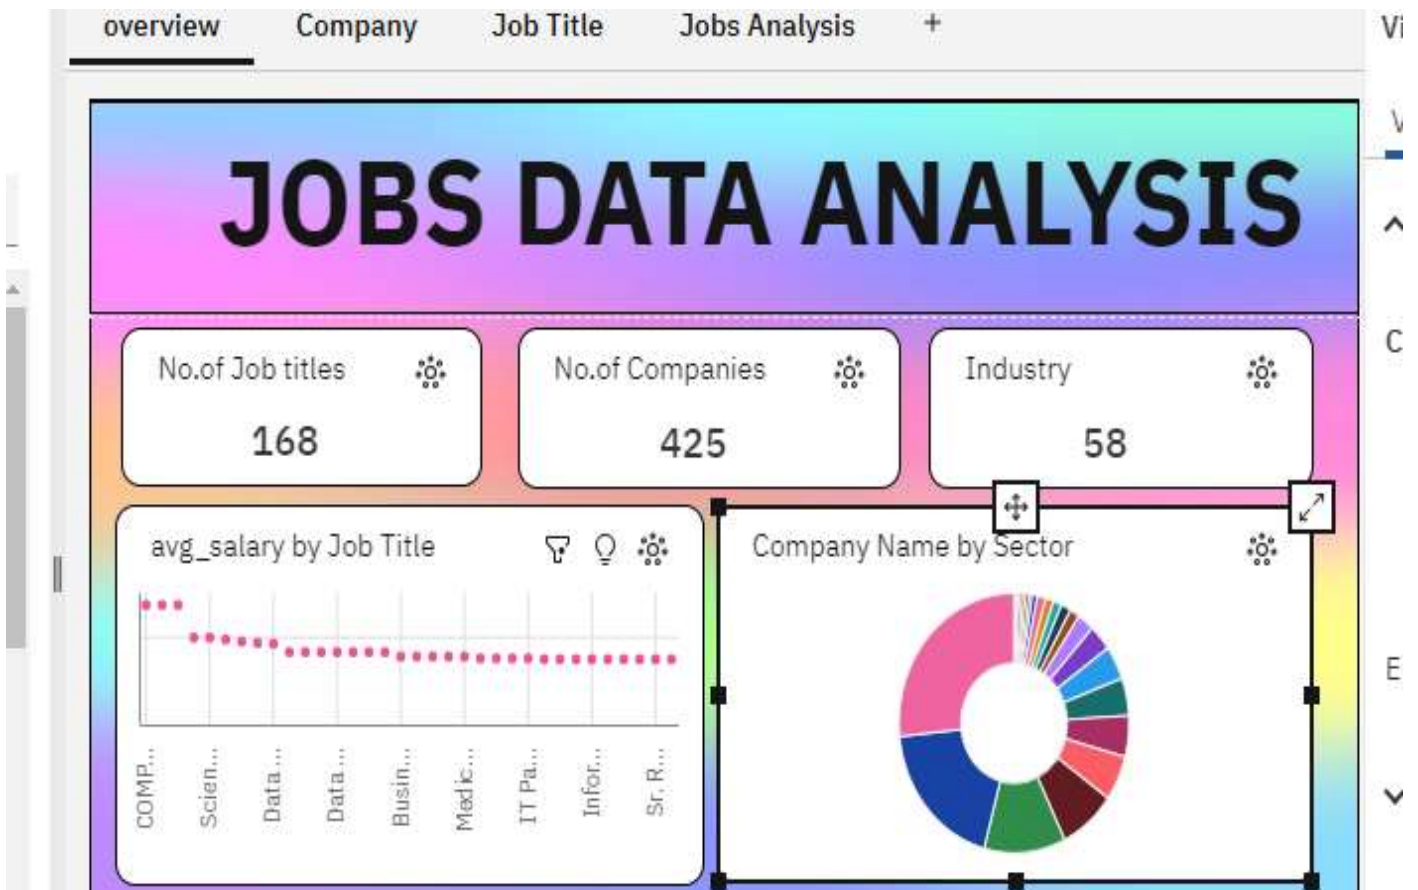 overview Company Job Title Jobs Analysis + Vi
V
JOBS DATA ANALYSIS
C
No.of Job titles
168
No.of Companies
425
Industry
58
avg_salary by Job Title
COMP...
Scien...
Data ...
Data ...
Busin...
Medic...
IT Pa...
Infor...
Sr. R...
Company Name by Sector
E